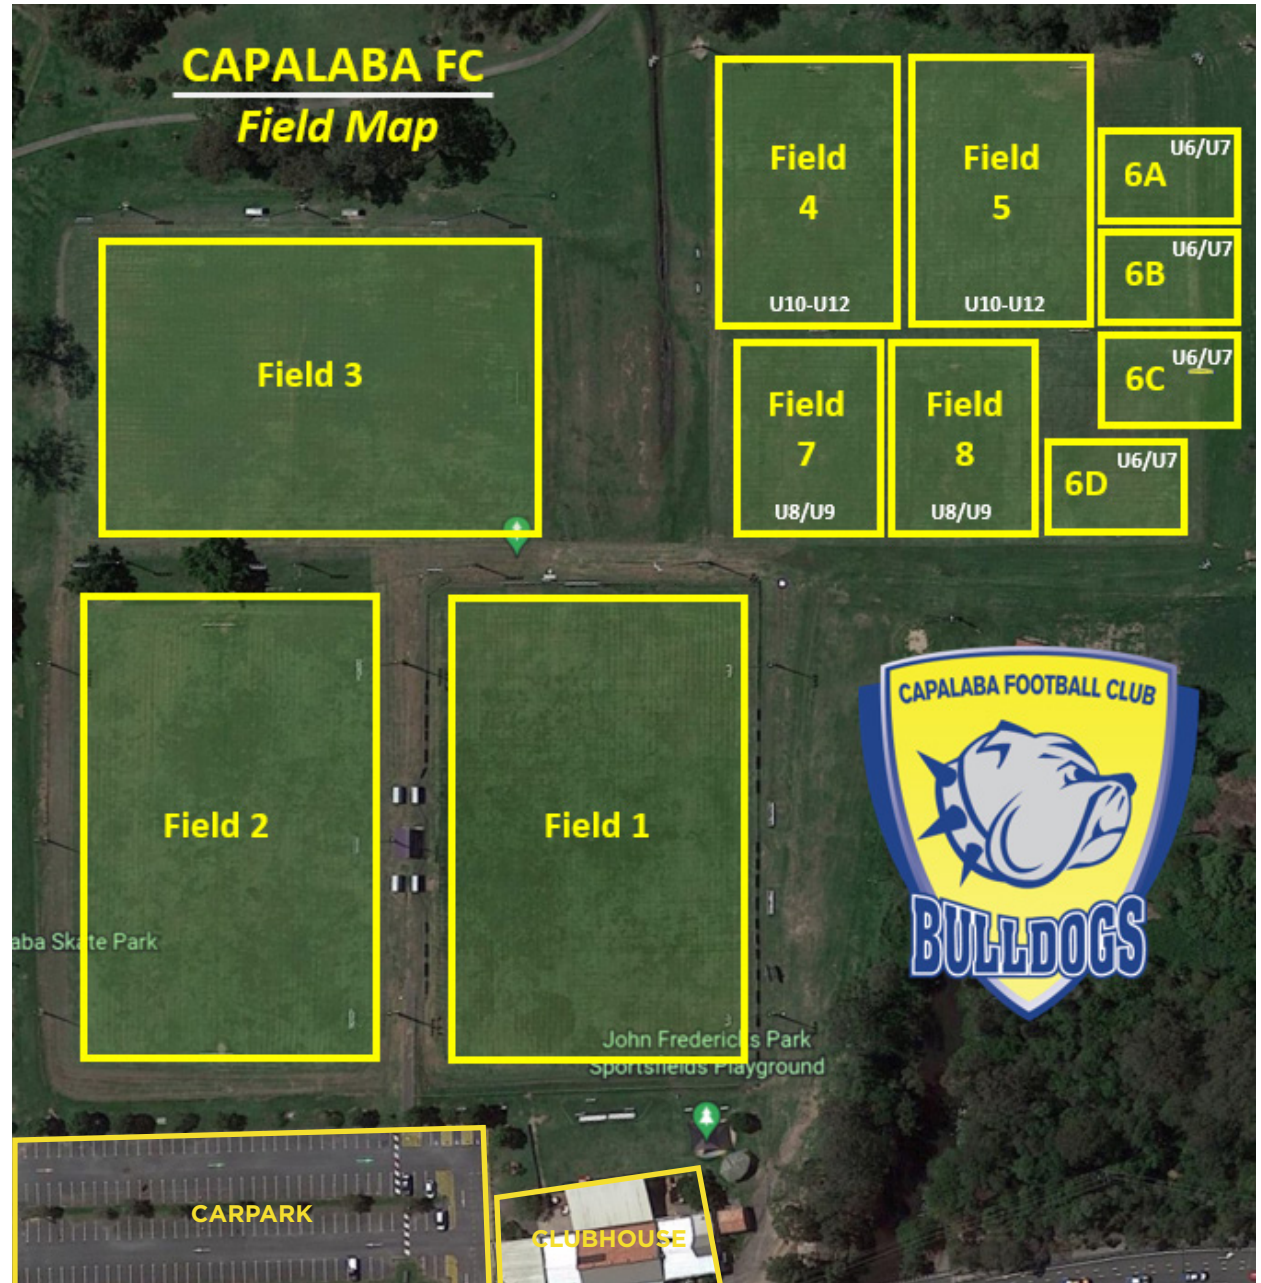 CAPALABA FC
Field Map
Field
4
U10-U12
Field
5
U10-U12
6A
U6/U7
6B
U6/U7
6C
U6/U7
6D
U6/U7
Field 3
Field
7
U8/U9
Field
8
U8/U9
Field 2
Field 1
CAPALABA FOOTBALL CLUB
BULLDOGS
aba Skate Park
John Fredericks Park
Sportsfields Playground
CARPARK
CLUBHOUSE